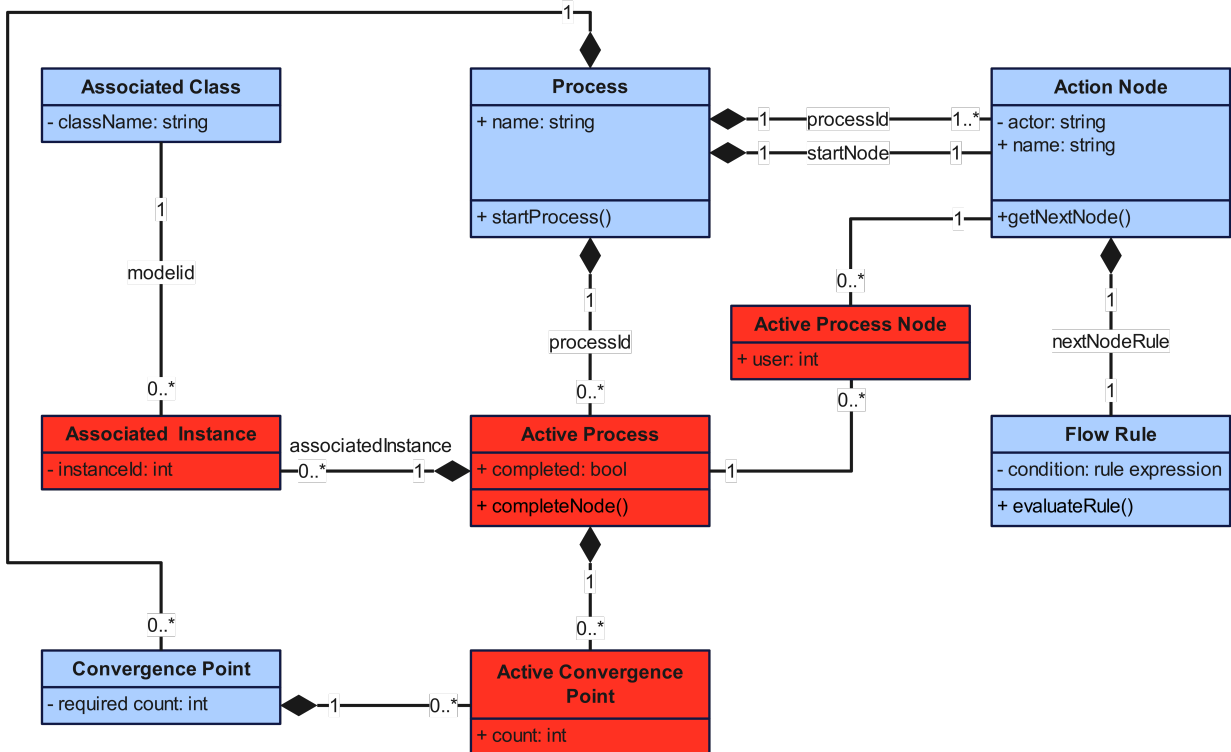 1
Associated Class
- className: string
Process
+ name: string
+ startProcess()
1 processId 1..*
1 startNode 1
Action Node
- actor: string
+ name: string
+getNextNode()
1
modelid
0..*
1
processId
0..*
1
0..*
Active Process Node
+ user: int
0..*
1
1
nextNodeRule
1
Associated  Instance
- instanceId: int
associatedInstance
0..* 1
Active Process
+ completed: bool
+ completeNode()
Flow Rule
- condition: rule expression
+ evaluateRule()
1
0..*
0..*
Convergence Point
- required count: int
1 0..*
Active Convergence
Point
+ count: int